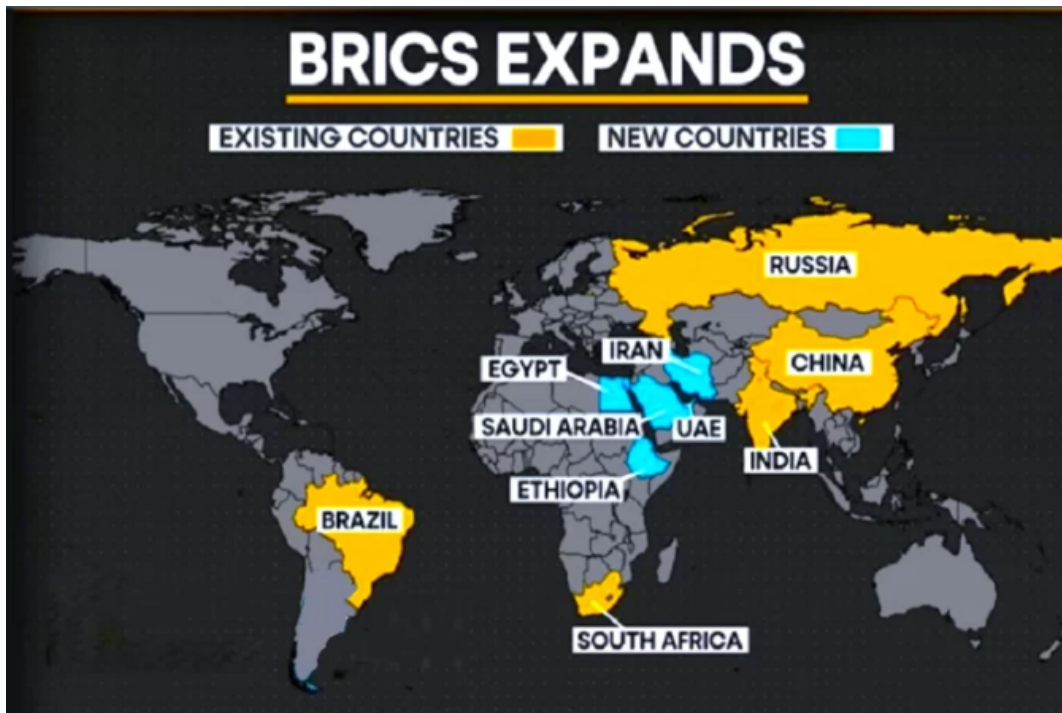 BRICS EXPANDS
EXISTING COUNTRIES
NEW COUNTRIES
RUSSIA
IRAN
CHINA
EGYPT
SAUDI ARABIA
UAE
INDIA
ETHIOPIA
BRAZIL
SOUTH AFRICA